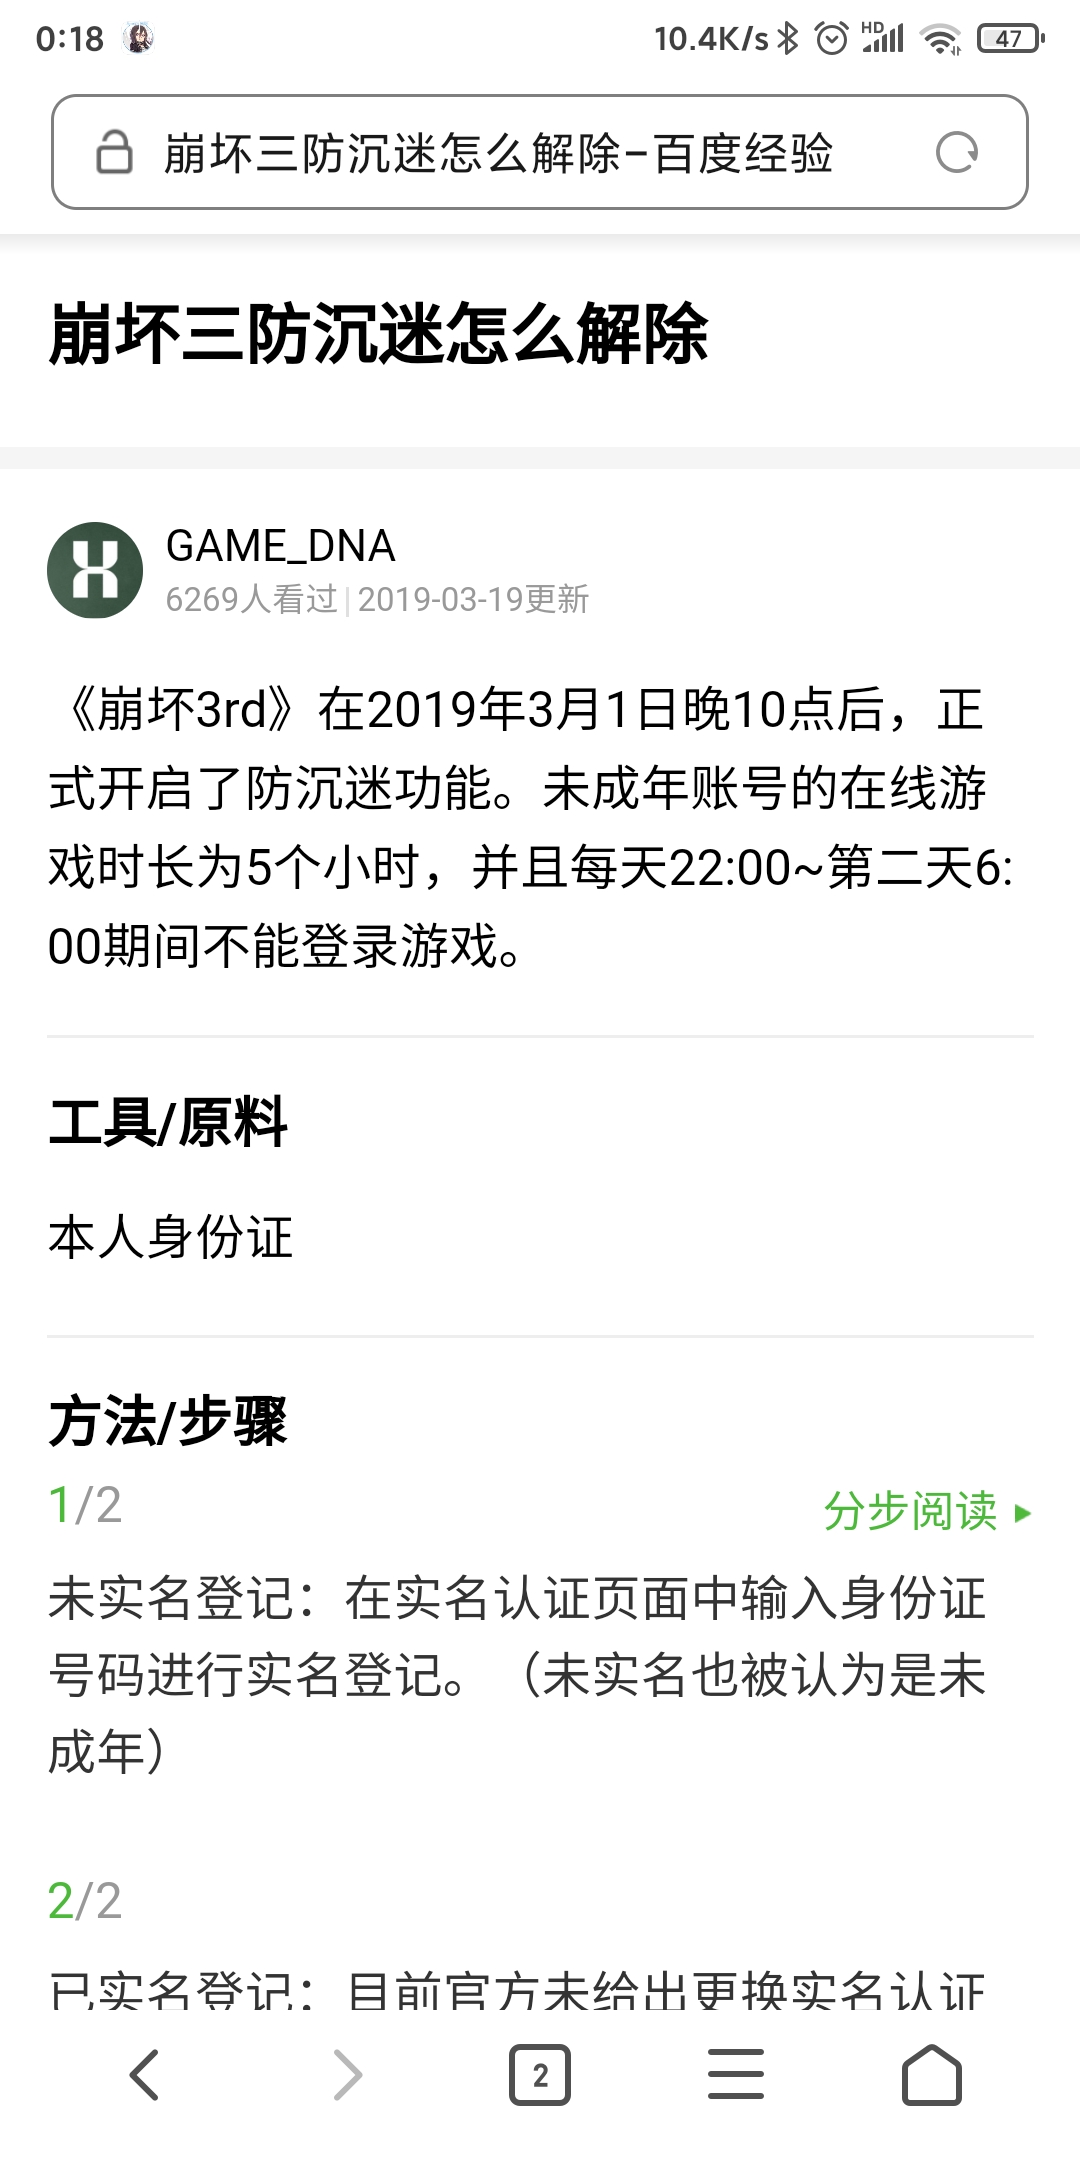 0:18
10.4K/s HD 47
崩坏三防沉迷怎么解除-百度经验
崩坏三防沉迷怎么解除
GAME_DNA
6269人看过|2019-03-19更新
《崩坏3rd》在2019年3月1日晚10点后，正
式开启了防沉迷功能。未成年账号的在线游
戏时长为5个小时，并且每天22:00~第二天6:
00期间不能登录游戏。
工具/原料
本人身份证
方法/步骤
1/2
分步阅读
未实名登记：在实名认证页面中输入身份证
号码进行实名登记。（未实名也被认为是未
成年）
2/2
已实名登记：目前官方未给出更换实名认证
2